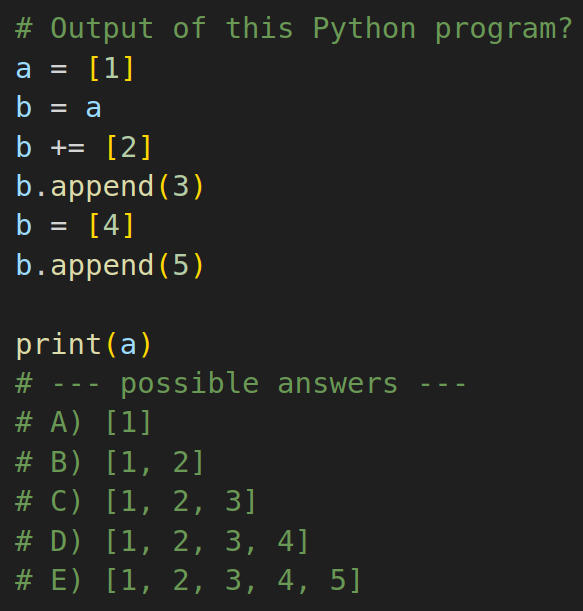 # Output of this Python program?
a = [1]
b = a
b += [2]
b.append(3)
b = [4]
b.append(5)

print(a)
# --- possible answers ---
# A) [1]
# B) [1, 2]
# C) [1, 2, 3]
# D) [1, 2, 3, 4]
# E) [1, 2, 3, 4, 5]